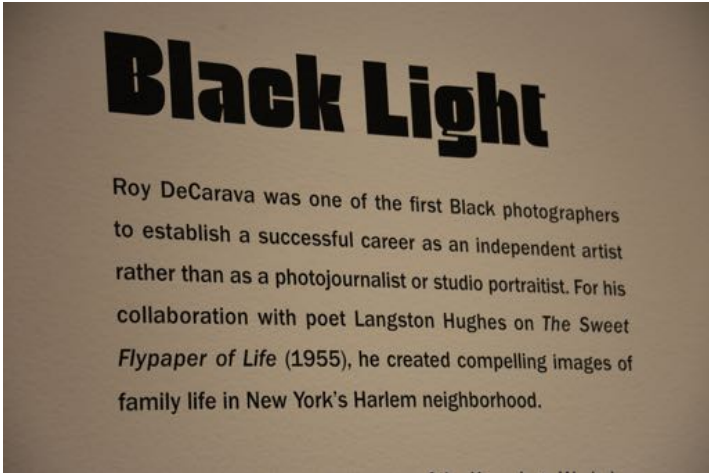 Black Light
Roy DeCarava was one of the first Black photographers
to establish a successful career as an independent artist
rather than as a photojournalist or studio portraitist. For his
collaboration with poet Langston Hughes on The Sweet
Flypaper of Life (1955), he created compelling images of
family life in New York's Harlem neighborhood.